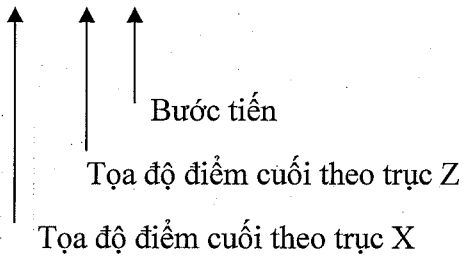 Bước tiến
Tọa độ điểm cuối theo trục Z
Tọa độ điểm cuối theo trục X